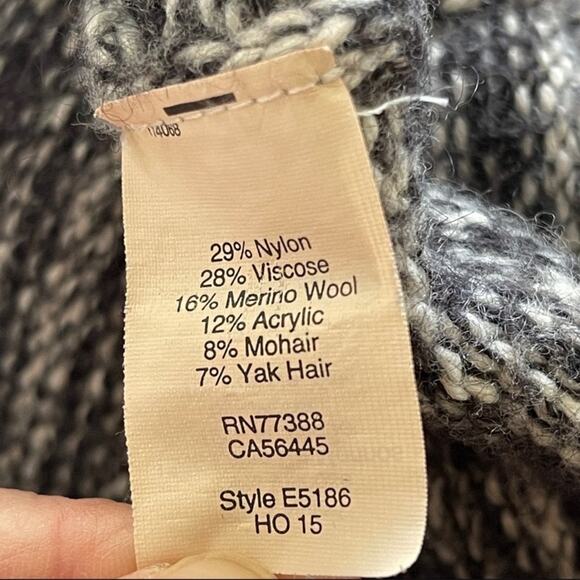 29% Nylon
28% Viscose
16% Merino Wool
12% Acrylic
8% Mohair
7% Yak Hair
RN77388
CA56445
Style E5186
HO 15